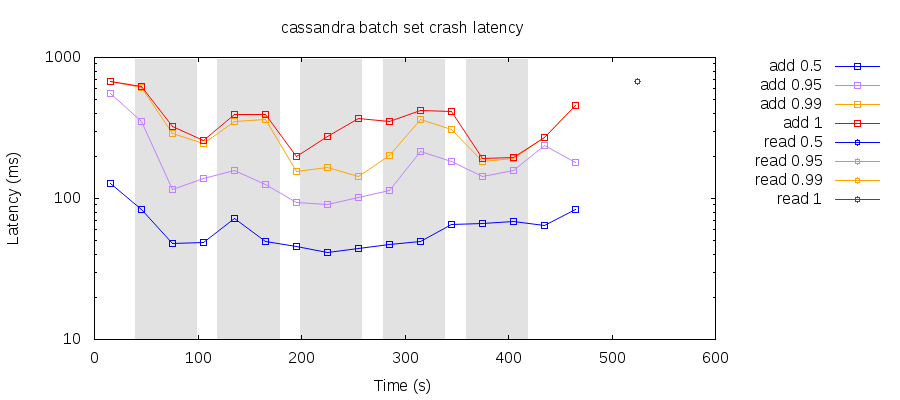 cassandra batch set crash latency
Latency (ms)
1000
100
10
0 100 200 300 400 500 600
Time (s)
add 0.5
add 0.95
add 0.99
add 1
read 0.5
read 0.95
read 0.99
read 1